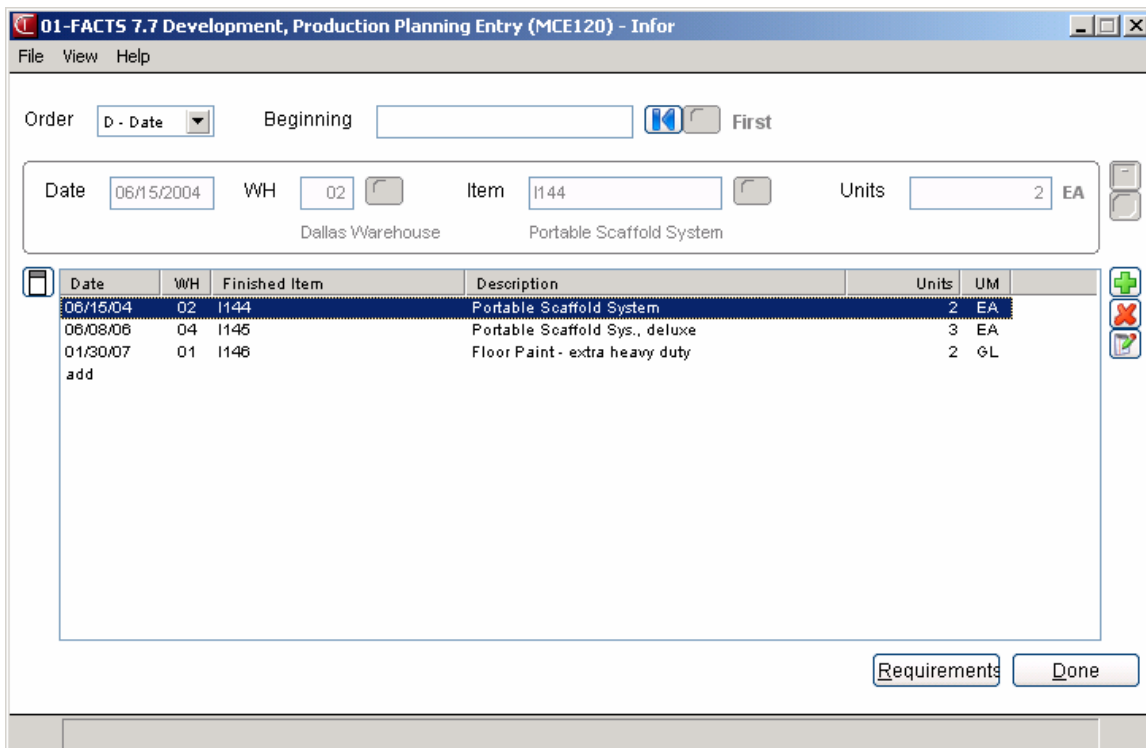 01-FACTS 7.7 Development, Production Planning Entry (MCE120) - Infor
File View Help
Order D - Date Beginning First
Date 06/15/2004 WH 02 Item I144 Units 2 EA
Dallas Warehouse Portable Scaffold System
Date WH Finished Item Description Units UM
06/15/04 02 I144 Portable Scaffold System 2 EA
06/08/06 04 I145 Portable Scaffold Sys., deluxe 3 EA
01/30/07 01 I146 Floor Paint - extra heavy duty 2 GL
add
Requirements Done